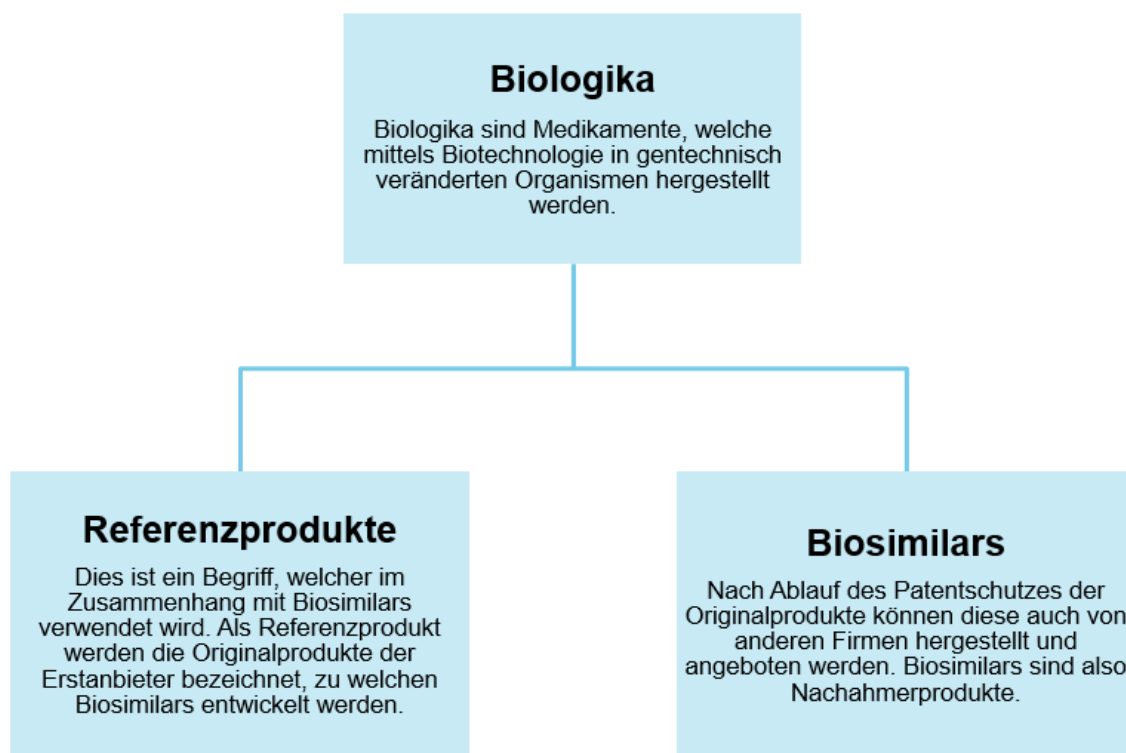 Biologika
Biologika sind Medikamente, welche
mittels Biotechnologie in gentechnisch
veränderten Organismen hergestellt
werden.
Referenzprodukte
Dies ist ein Begriff, welcher im
Zusammenhang mit Biosimilars
verwendet wird. Als Referenzprodukt
werden die Originalprodukte der
Erstanbieter bezeichnet, zu welchen
Biosimilars entwickelt werden.
Biosimilars
Nach Ablauf des Patentschutzes der
Originalprodukte können diese auch von
anderen Firmen hergestellt und
angeboten werden. Biosimilars sind also
Nachahmerprodukte.